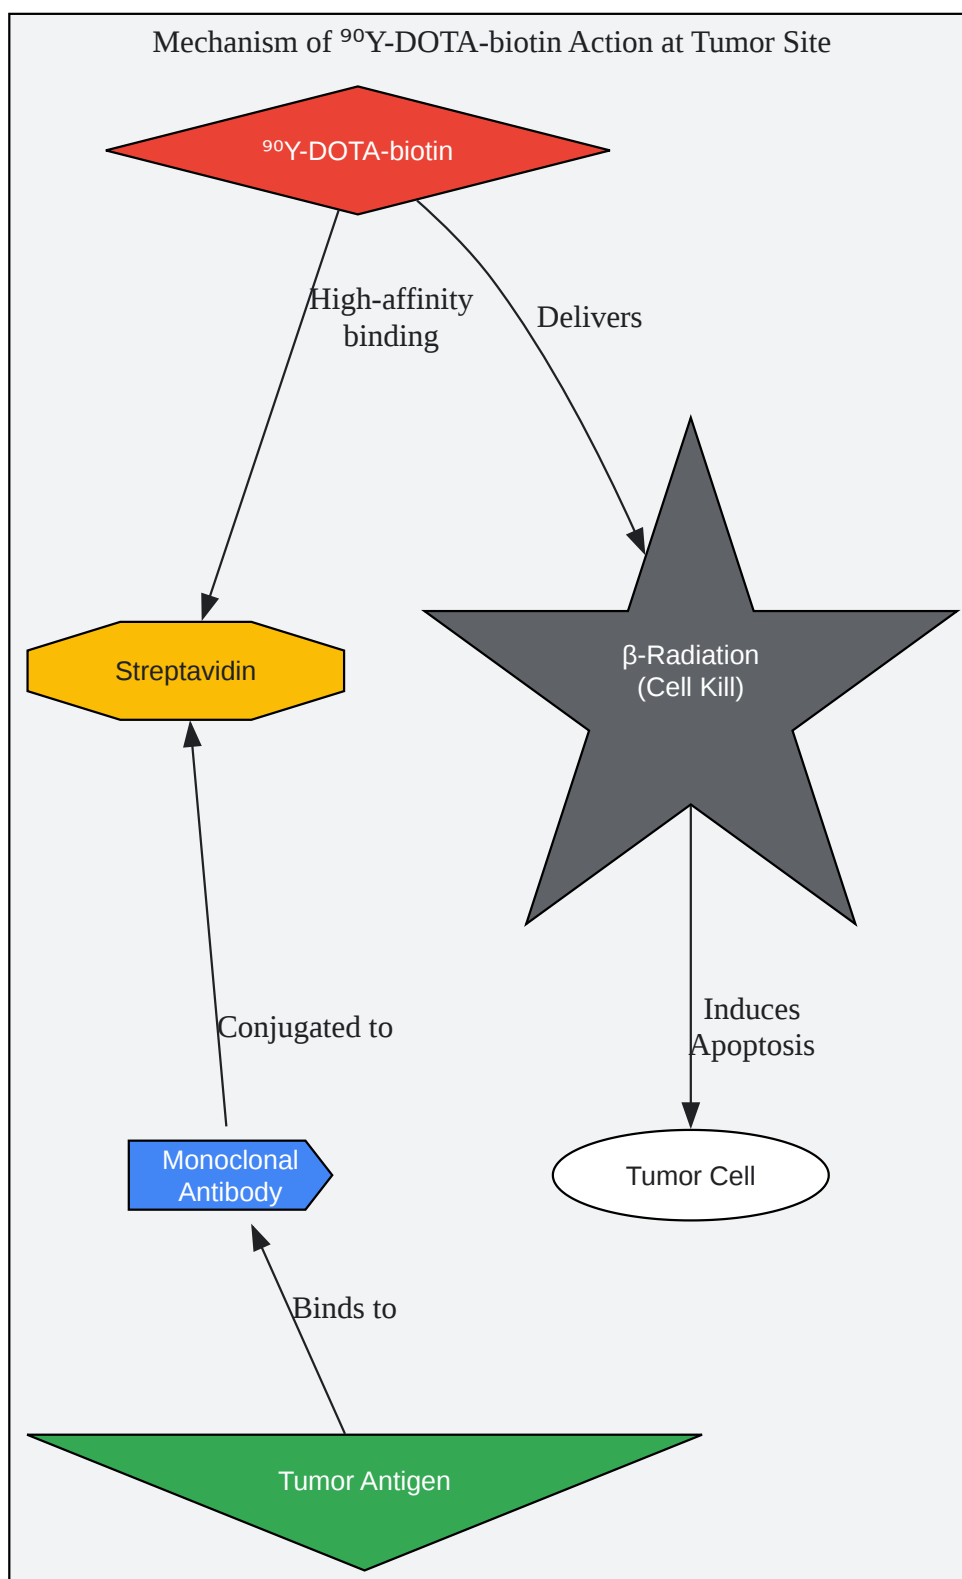 Mechanism of ⁹⁰Y-DOTA-biotin Action at Tumor Site
⁹⁰Y-DOTA-biotin
High-affinity
binding
Delivers
Streptavidin
β-Radiation
(Cell Kill)
Conjugated to
Induces
Apoptosis
Monoclonal
Antibody
Tumor Cell
Binds to
Tumor Antigen